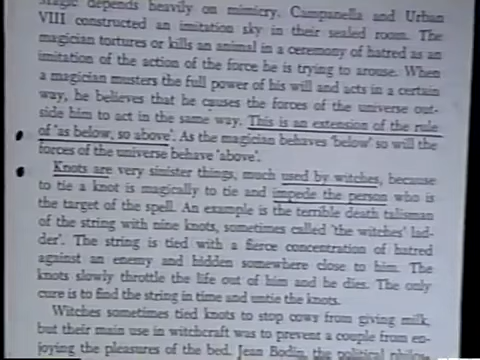 Magic depends heavily on mimicry. Campanella and Urban
VIII constructed an imitation sky in their sealed room. The
magician tortures or kills an animal in a ceremony of hatred as an
imitation of the action of the force he is trying to arouse. When
a magician musters the full power of his will and acts in a certain
way, he believes that he causes the forces of the universe out-
side him to act in the same way. This is an extension of the rule
of 'as below, so above'. As the magician behaves 'below' so will the
forces of the universe behave 'above'.
Knots are very sinister things, much used by witches, because
to tie a knot is magically to tie and impede the person who is
the target of the spell. An example is the terrible death talisman
of the string with nine knots, sometimes called 'the witches' lad-
der'. The string is tied with a fierce concentration of hatred
against an enemy and hidden somewhere close to him. The
knots slowly throttle the life out of him and he dies. The only
cure is to find the string in time and untie the knots.
Witches sometimes tied knots to stop cows from giving milk,
but their main use in witchcraft was to prevent a couple from en-
joying the pleasures of the bed. Jean Bodin, the political